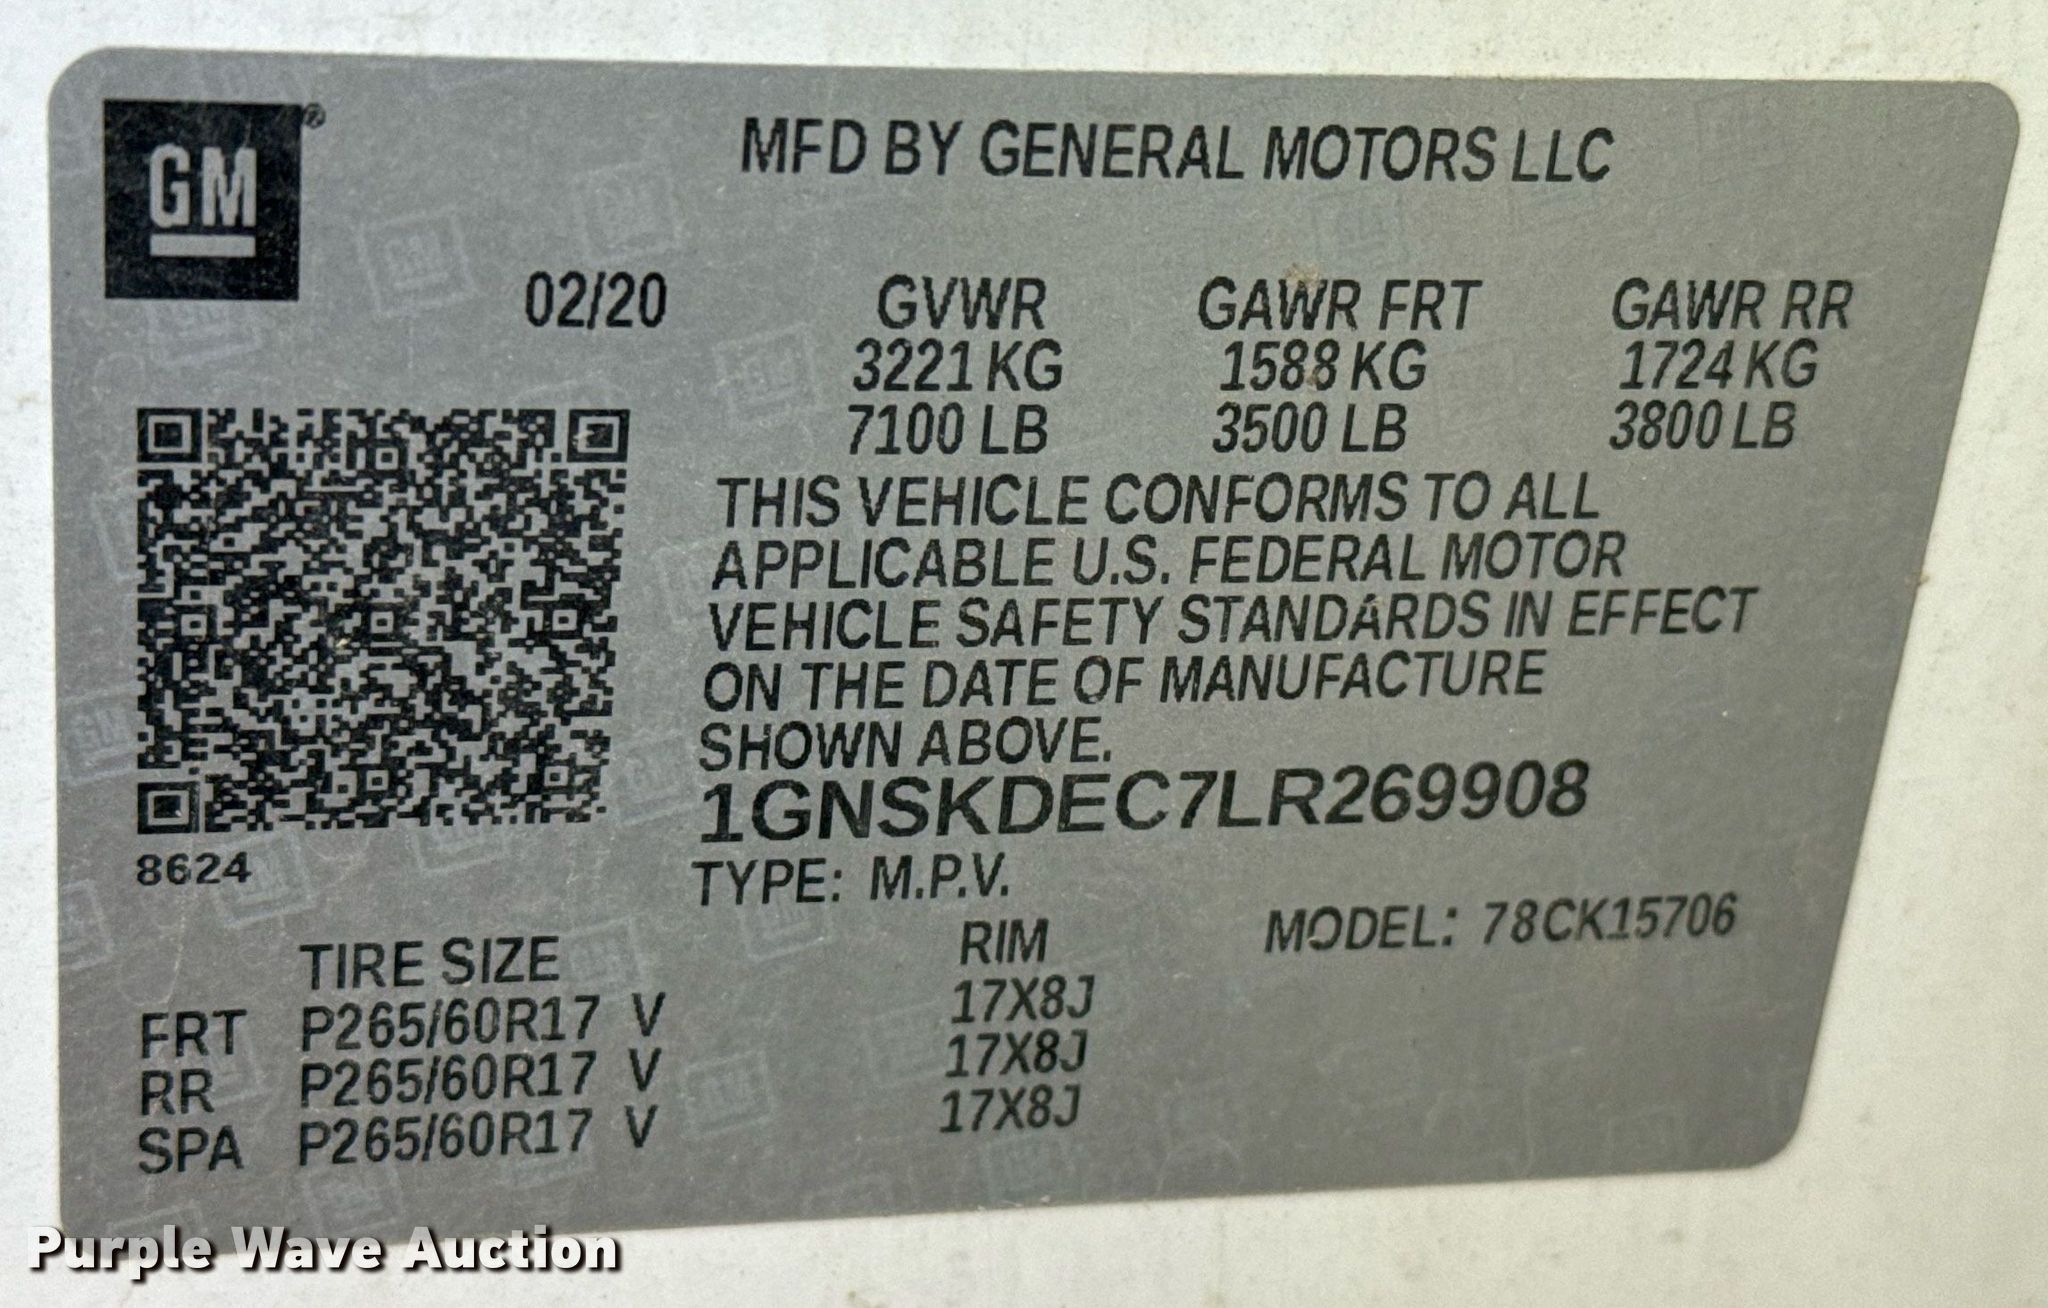 GM®
MFD BY GENERAL MOTORS LLC
02/20 GVWR GAWR FRT GAWR RR
3221 KG 1588 KG 1724 KG
7100 LB 3500 LB 3800 LB
THIS VEHICLE CONFORMS TO ALL
APPLICABLE U.S. FEDERAL MOTOR
VEHICLE SAFETY STANDARDS IN EFFECT
ON THE DATE OF MANUFACTURE
SHOWN ABOVE.
1GNSKDEC7LR269908
8624
TYPE: M.P.V.
MODEL: 78CK15706
TIRE SIZE RIM
FRT P265/60R17 V 17X8J
RR P265/60R17 V 17X8J
SPA P265/60R17 V 17X8J
Purple Wave Auction